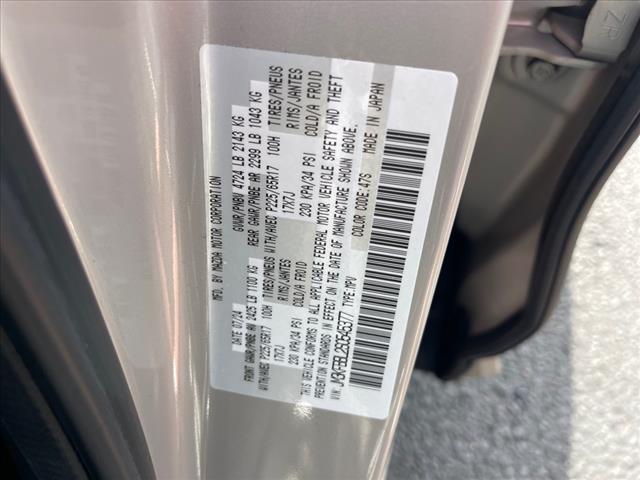 MFD. BY MAZDA MOTOR CORPORATION
DATE 07/24
GVWR/PNBV 4724 LB 2143 KG
FRONT GAWR/PNBE AV 2425 LB 1100 KG
REAR GAWR/PNBE AR 2299 LB 1043 KG
WITH/AVEC P225/65R17 100H TIRES/PNEUS WITH/AVEC P225/65R17 100H TIRES/PNEUS
17X7J RIMS/JANTES 17X7J RIMS/JANTES
230 KPA/34 PSI COLD/A FROID 230 KPA/34 PSI COLD/A FROID
THIS VEHICLE CONFORMS TO ALL APPLICABLE FEDERAL MOTOR VEHICLE SAFETY AND THEFT
PREVENTION STANDARDS IN EFFECT ON THE DATE OF MANUFACTURE SHOWN ABOVE.
VIN: TYPE: MPV COLOR CODE: 47S MADE IN JAPAN
ZP